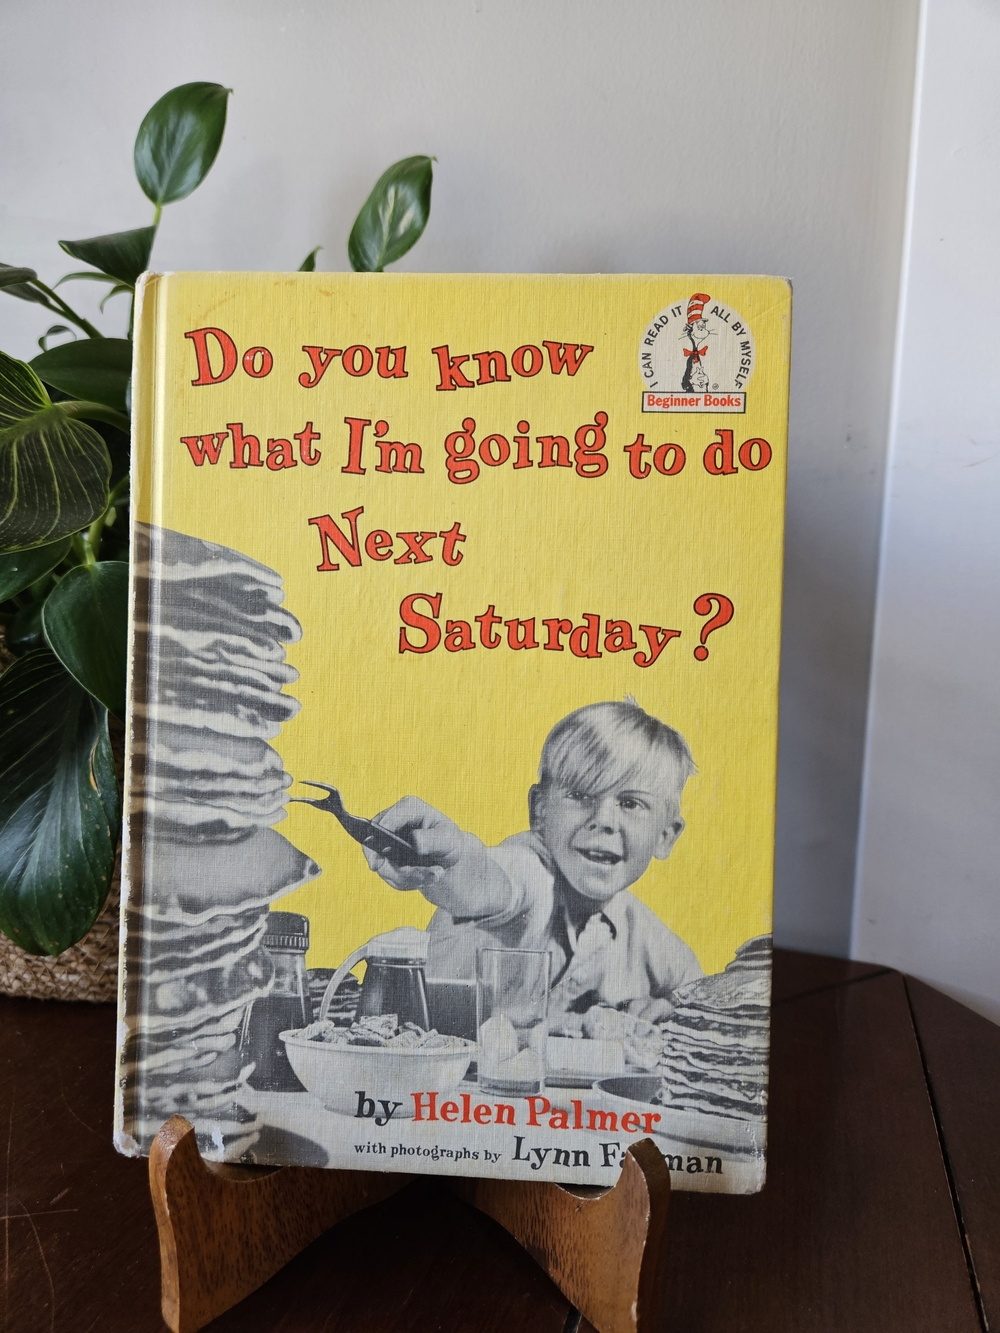 I CAN READ IT ALL BY MYSELF
Beginner Books
Do you know
what I'm going to do
Next
Saturday?
by Helen Palmer
with photographs by Lynn